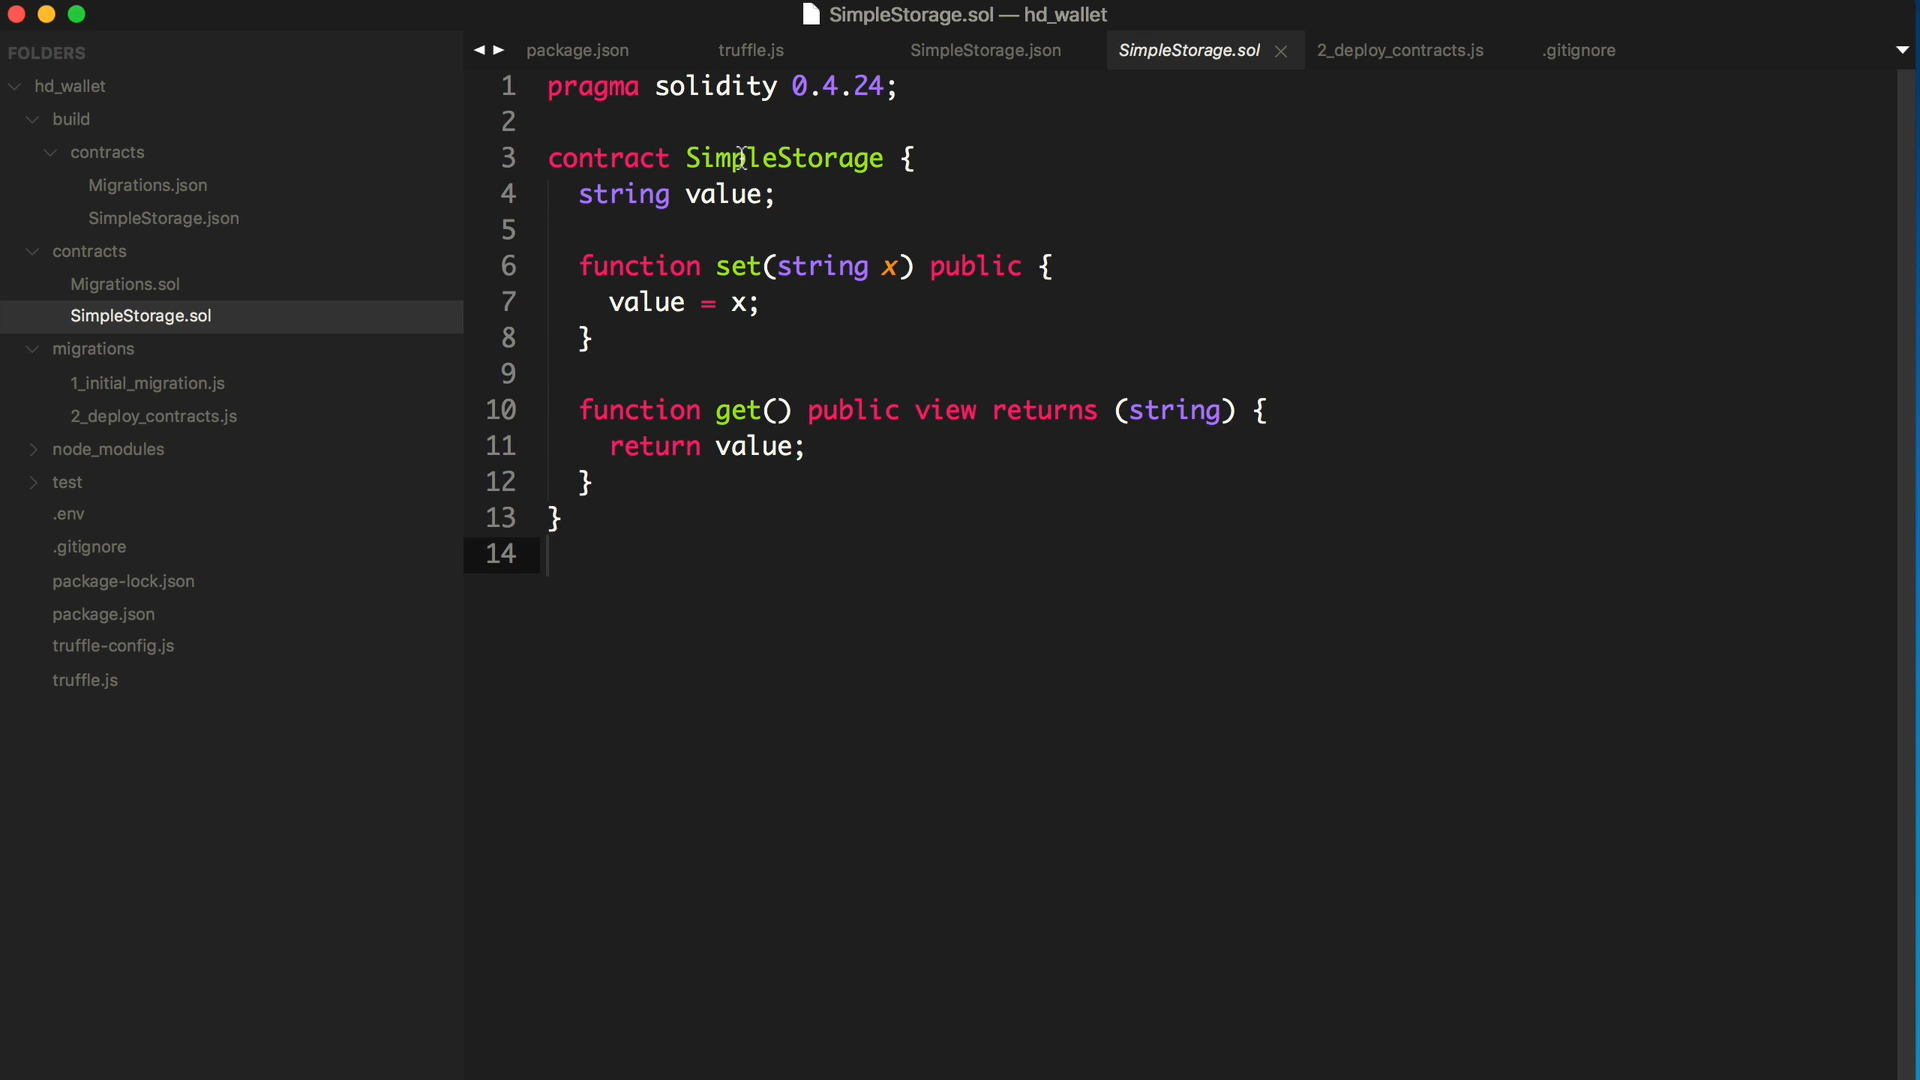 SimpleStorage.sol — hd_wallet
FOLDERS
hd_wallet
build
contracts
Migrations.json
SimpleStorage.json
contracts
Migrations.sol
SimpleStorage.sol
migrations
1_initial_migration.js
2_deploy_contracts.js
node_modules
test
.env
.gitignore
package-lock.json
package.json
truffle-config.js
truffle.js
package.json truffle.js SimpleStorage.json SimpleStorage.sol 2_deploy_contracts.js .gitignore
1 pragma solidity 0.4.24;
2
3 contract SimpleStorage {
4 string value;
5
6 function set(string x) public {
7 value = x;
8 }
9
10 function get() public view returns (string) {
11 return value;
12 }
13 }
14